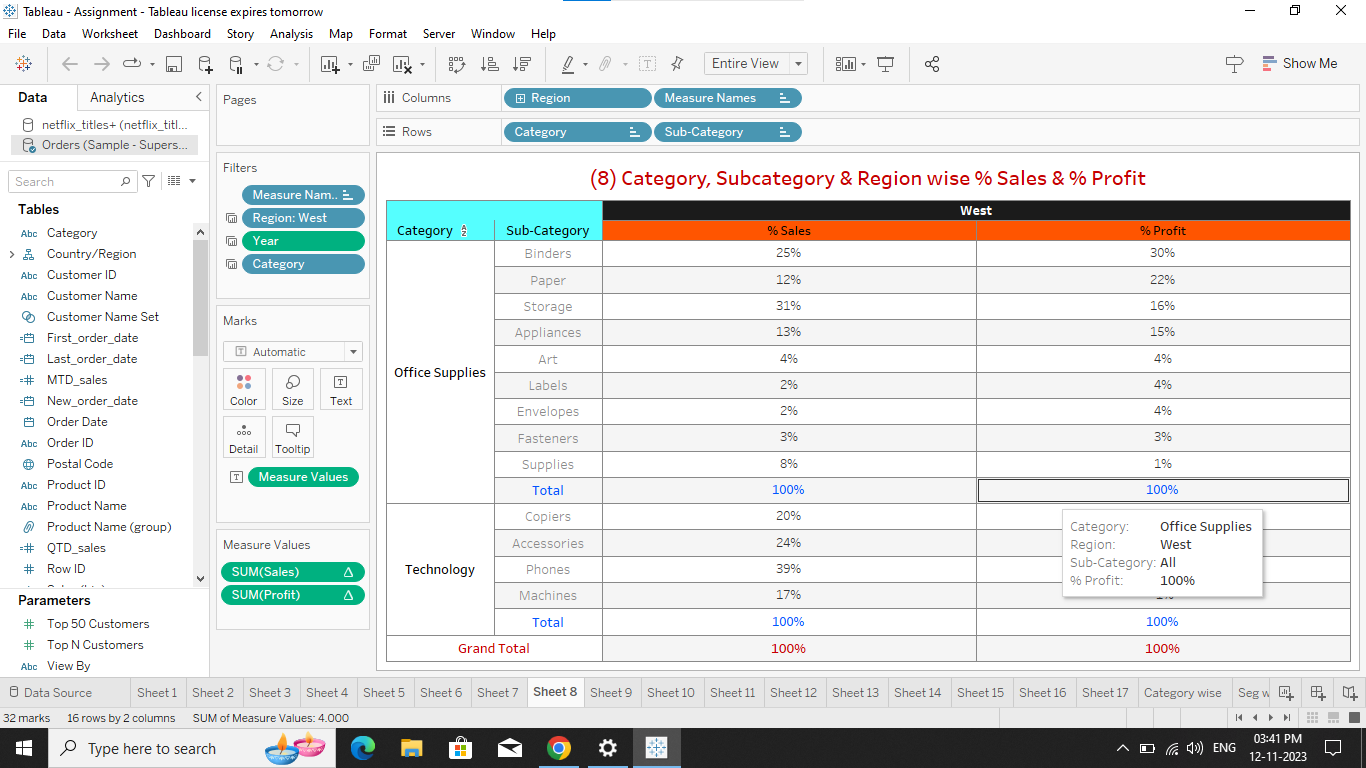 Tableau - Assignment - Tableau license expires tomorrow
File Data Worksheet Dashboard Story Analysis Map Format Server Window Help
Entire View
Show Me
Data Analytics
netflix_titles+ (netflix_titl...
Orders (Sample - Supers...
Search
Tables
Abc Category
Country/Region
Abc Customer ID
Abc Customer Name
Customer Name Set
First_order_date
Last_order_date
MTD_sales
New_order_date
Order Date
Abc Order ID
Postal Code
Abc Product ID
Abc Product Name
Product Name (group)
QTD_sales
Row ID
Parameters
Top 50 Customers
Top N Customers
Abc View By
Pages
Filters
Measure Nam..
Region: West
Year
Category
Marks
Automatic
Color Size Text
Detail Tooltip
Measure Values
Measure Values
SUM(Sales)
SUM(Profit)
Columns Region Measure Names
Rows Category Sub-Category
(8) Category, Subcategory & Region wise % Sales & % Profit
West
Category Sub-Category % Sales % Profit
Binders 25% 30%
Paper 12% 22%
Storage 31% 16%
Appliances 13% 15%
Art 4% 4%
Office Supplies
Labels 2% 4%
Envelopes 2% 4%
Fasteners 3% 3%
Supplies 8% 1%
Total 100% 100%
Copiers 20%
Accessories 24%
Technology
Phones 39%
Machines 17%
Total 100% 100%
Grand Total 100% 100%
Category: Office Supplies
Region: West
Sub-Category: All
% Profit: 100%
Data Source Sheet 1 Sheet 2 Sheet 3 Sheet 4 Sheet 5 Sheet 6 Sheet 7 Sheet 8 Sheet 9 Sheet 10 Sheet 11 Sheet 12 Sheet 13 Sheet 14 Sheet 15 Sheet 16 Sheet 17 Category wise Seg w
32 marks 16 rows by 2 columns SUM of Measure Values: 4.000
Type here to search
ENG
03:41 PM
12-11-2023